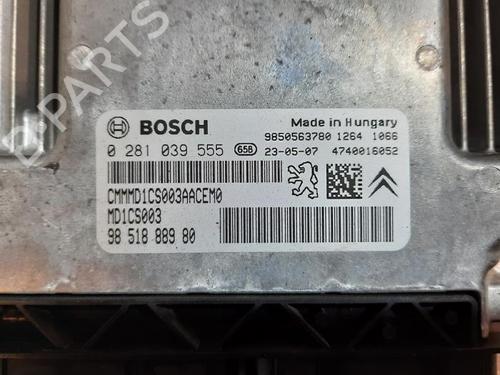 B-PARTS
BOSCH
Made in Hungary
9850563780 1264 1066
0 281 039 555 658 23-05-07 4740016052
CMMMD1CS003AACEM0
MD1CS003
98 518 889 80